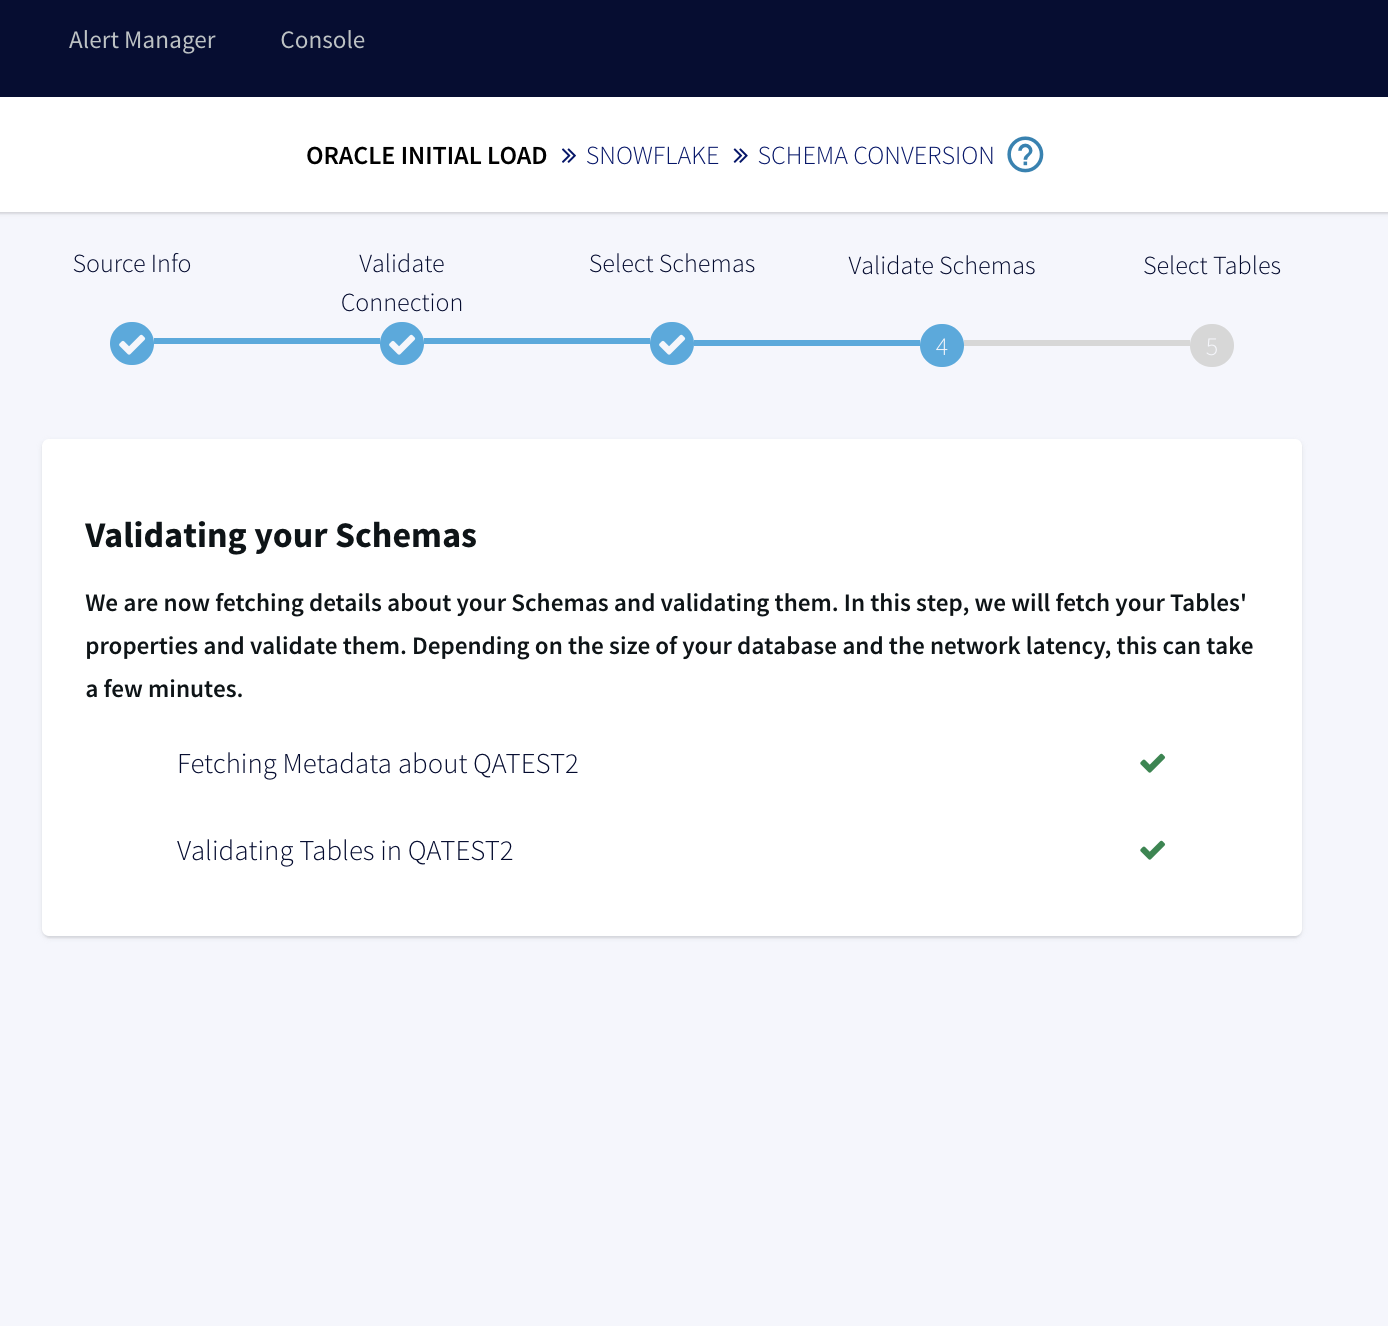 Alert Manager Console
ORACLE INITIAL LOAD » SNOWFLAKE » SCHEMA CONVERSION ?
Source Info
Validate
Connection
Select Schemas
Validate Schemas
Select Tables
4
5
Validating your Schemas
We are now fetching details about your Schemas and validating them. In this step, we will fetch your Tables'
properties and validate them. Depending on the size of your database and the network latency, this can take
a few minutes.
Fetching Metadata about QATEST2
Validating Tables in QATEST2